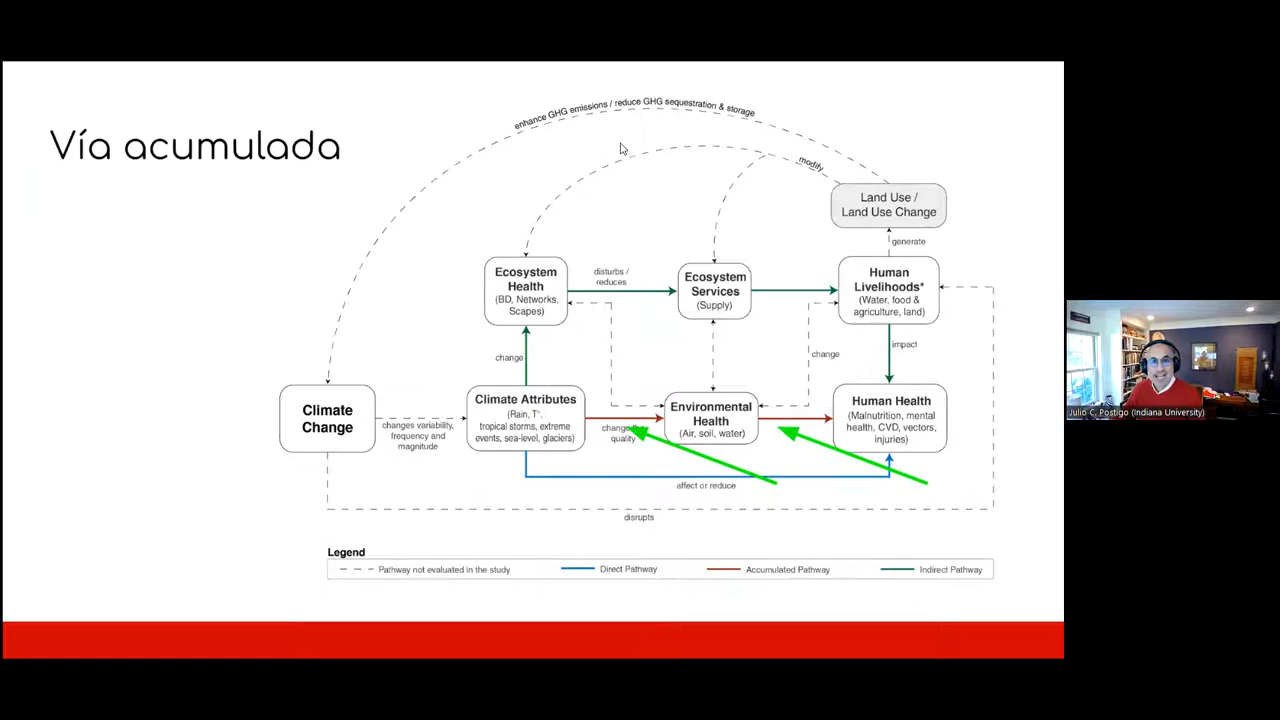 Vía acumulada
enhance GHG emissions / reduce GHG sequestration & storage
modify
Land Use /
Land Use Change
generate
Ecosystem
Health
(BD, Networks,
Scapes)
disturbs /
reduces
Ecosystem
Services
(Supply)
Human
Livelihoods*
(Water, food &
agriculture, land)
change
change
impact
Climate
Change
changes variability,
frequency and
magnitude
Climate Attributes
(Rain, T°,
tropical storms, extreme
events, sea-level, glaciers)
quality
Environmental
Health
(Air, soil, water)
Human Health
(Malnutrition, mental
health, CVD, vectors,
injuries)
affect or reduce
disrupts
Legend
Pathway not evaluated in the study
Direct Pathway
Accumulated Pathway
Indirect Pathway
Julio C. Postigo (Indiana University)